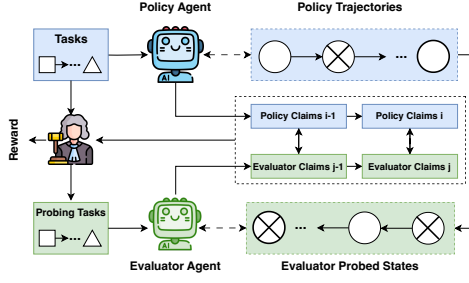 Policy Agent
Policy Trajectories
Tasks
...
AI
...
Policy Claims i-1
Policy Claims i
Reward
Evaluator Claims j-1
Evaluator Claims j
Probing Tasks
...
AI
...
Evaluator Agent
Evaluator Probed States